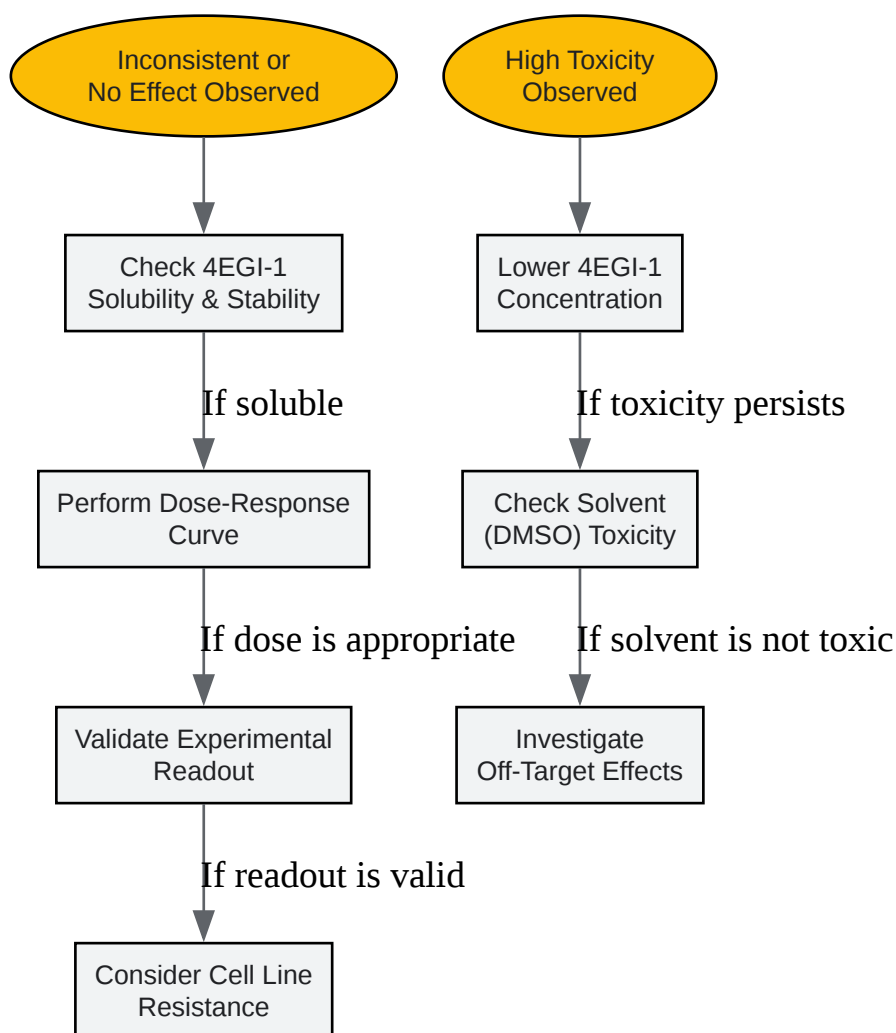 Inconsistent or
No Effect Observed
Check 4EGI-1
Solubility & Stability
If soluble
Perform Dose-Response
Curve
If dose is appropriate
Validate Experimental
Readout
If readout is valid
Consider Cell Line
Resistance
High Toxicity
Observed
Lower 4EGI-1
Concentration
If toxicity persists
Check Solvent
(DMSO) Toxicity
If solvent is not toxic
Investigate
Off-Target Effects